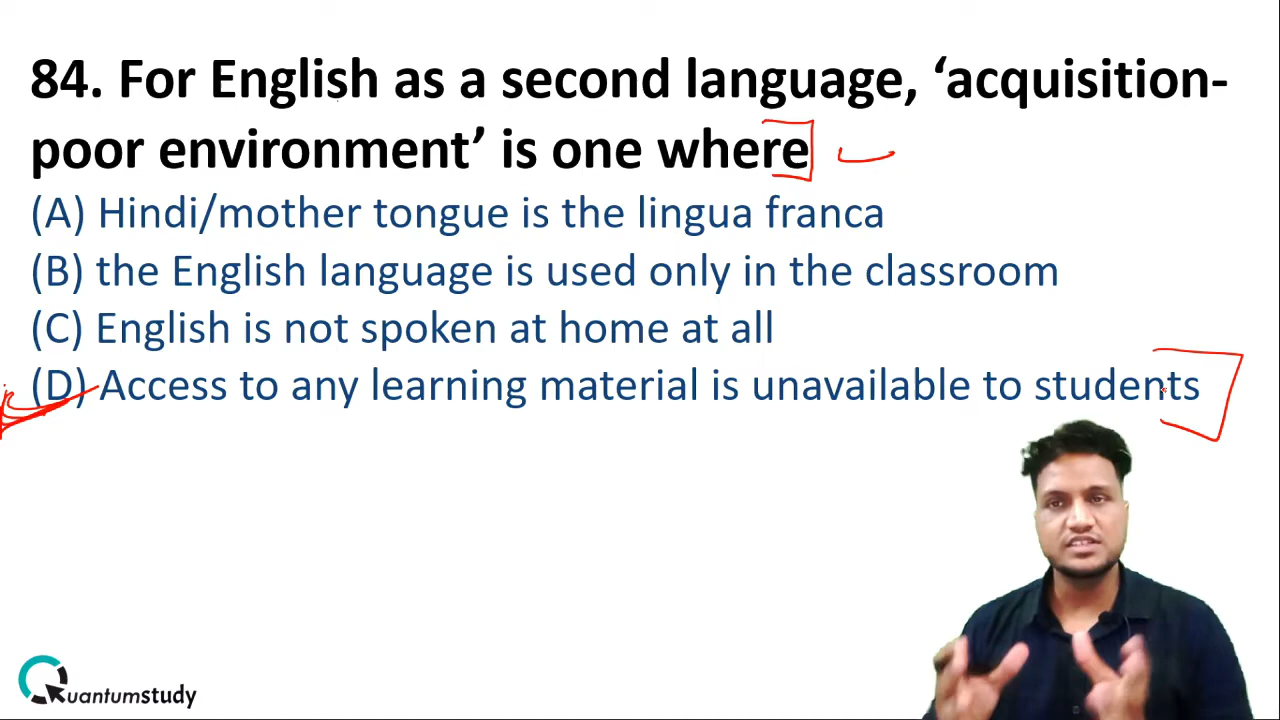 84. For English as a second language, ‘acquisition-
poor environment’ is one where
(A) Hindi/mother tongue is the lingua franca
(B) the English language is used only in the classroom
(C) English is not spoken at home at all
(D) Access to any learning material is unavailable to students
Quantumstudy